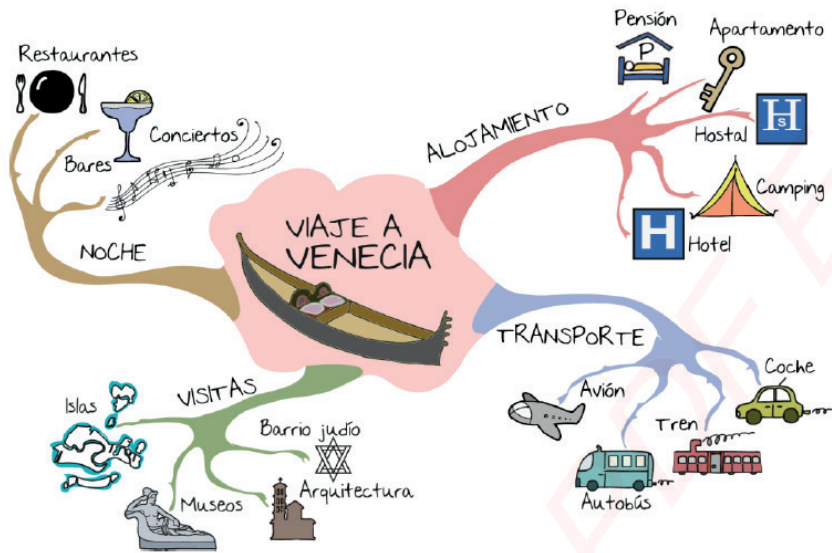 VIAJE A
VENECIA
ALOJAMIENTO
Pensión
P
Apartamento
Hostal
Hs
Camping
H
Hotel
TRANSPORTE
Avión
Autobús
Tren
Coche
VISITAS
Islas
Museos
Arquitectura
Barrio judío
NOCHE
Restaurantes
Bares
Conciertos